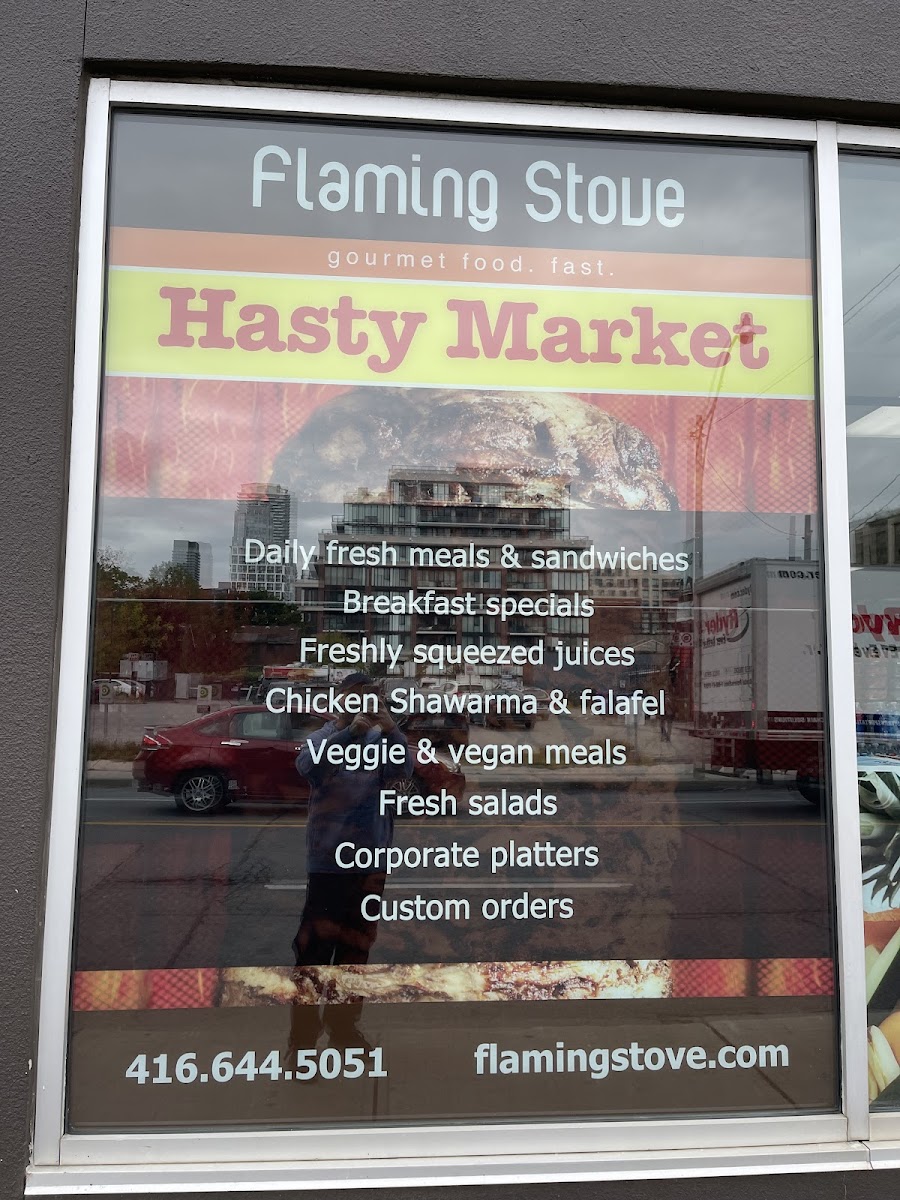 Flaming Stove
gourmet food. fast.
Hasty Market
Daily fresh meals & sandwiches
Breakfast specials
Freshly squeezed juices
Chicken Shawarma & falafel
Veggie & vegan meals
Fresh salads
Corporate platters
Custom orders
416.644.5051
flamingstove.com
Ryder